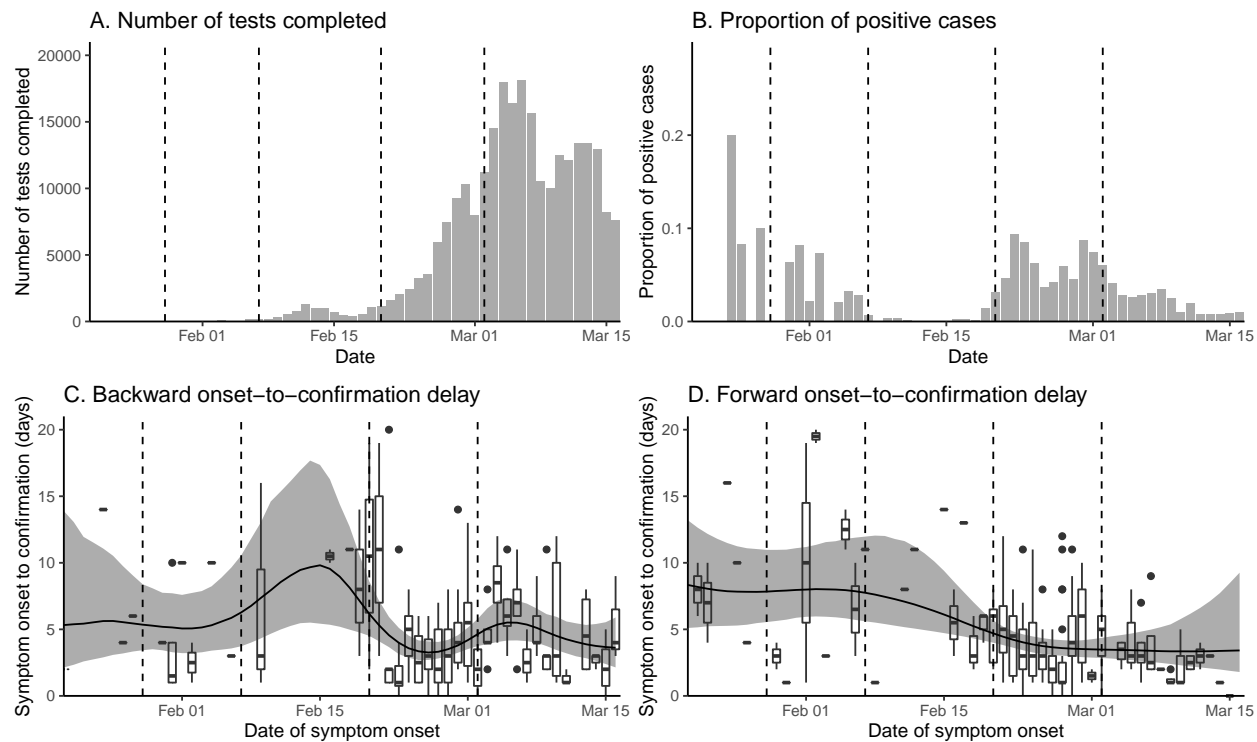 A. Number of tests completed
Number of tests completed
20000
15000
10000
5000
0
Feb 01
Feb 15
Mar 01
Mar 15
Date
B. Proportion of positive cases
Proportion of positive cases
0.2
0.1
0.0
Feb 01
Feb 15
Mar 01
Mar 15
Date
C. Backward onset−to−confirmation delay
Symptom onset to confirmation (days)
20
15
10
5
0
Feb 01
Feb 15
Mar 01
Mar 15
Date of symptom onset
D. Forward onset−to−confirmation delay
Symptom onset to confirmation (days)
20
15
10
5
0
Feb 01
Feb 15
Mar 01
Mar 15
Date of symptom onset